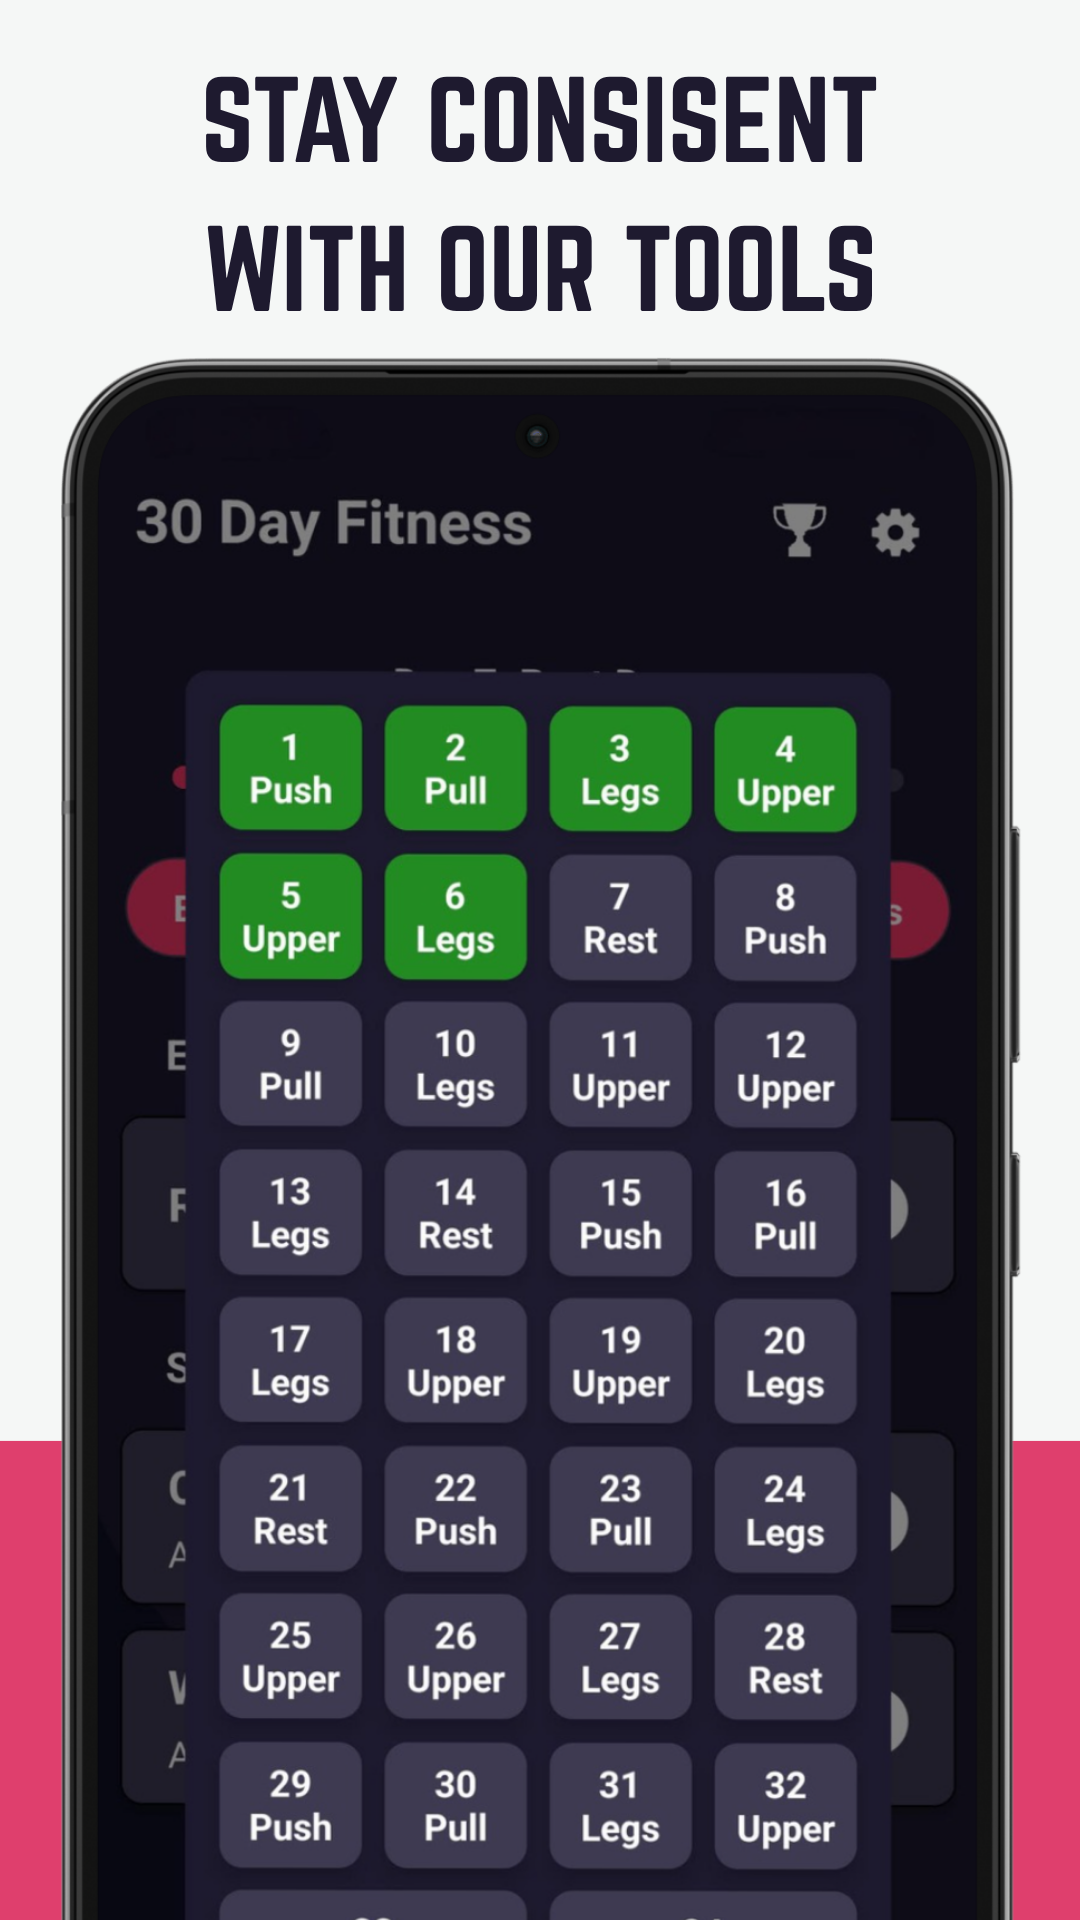 STAY CONSISENT
WITH OUR TOOLS
30 Day Fitness
1 2 3 4
Push Pull Legs Upper
5 6 7 8
Upper Legs Rest Push
9 10 11 12
Pull Legs Upper Upper
13 14 15 16
Legs Rest Push Pull
17 18 19 20
Legs Upper Upper Legs
21 22 23 24
Rest Push Pull Legs
25 26 27 28
Upper Upper Legs Rest
29 30 31 32
Push Pull Legs Upper